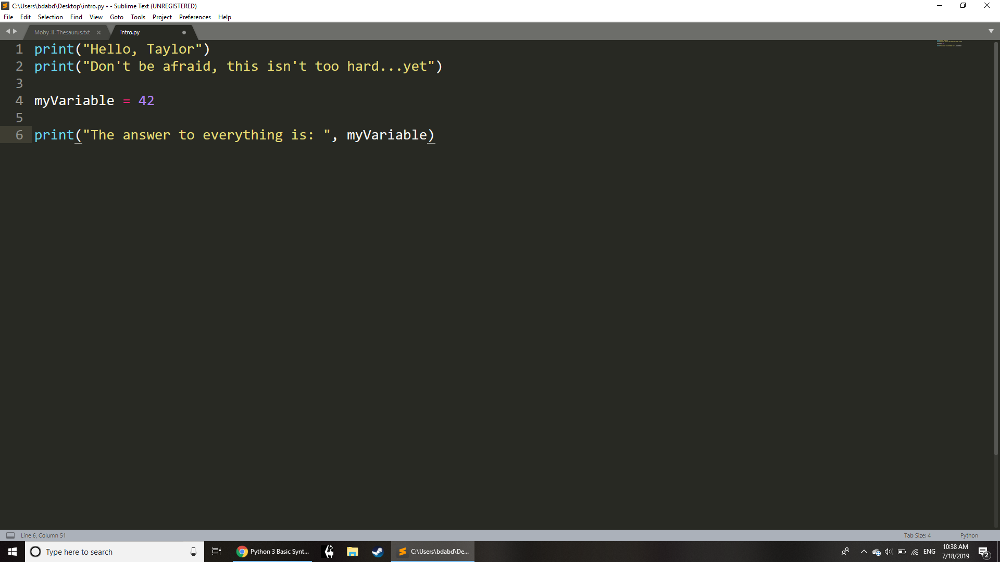 C:\Users\bdabd\Desktop\intro.py • - Sublime Text (UNREGISTERED)
File Edit Selection Find View Goto Tools Project Preferences Help
Moby-II-Thesaurus.txt × intro.py
1 print("Hello, Taylor")
2 print("Don't be afraid, this isn't too hard...yet")
3
4 myVariable = 42
5
6 print("The answer to everything is: ", myVariable)
Line 6, Column 51 Tab Size: 4 Python
Type here to search Python 3 Basic Synt... C:\Users\bdabd\De... ENG 10:38 AM 2
7/18/2019